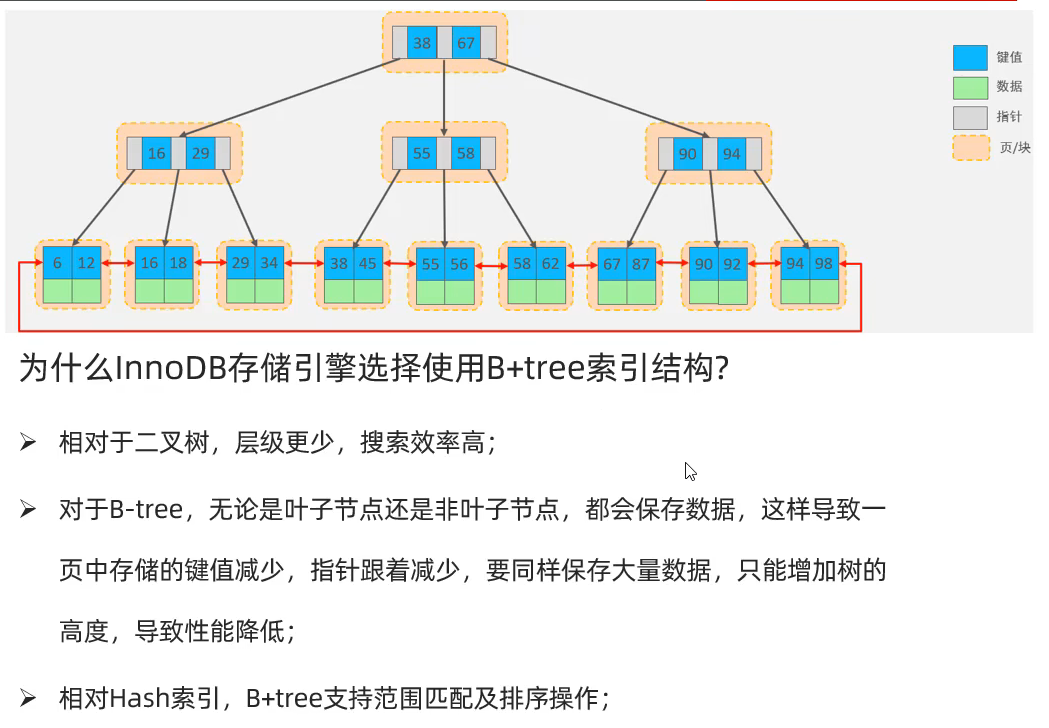 38 67
键值
数据
指针
页/块
16 29
55 58
90 94
6 12 16 18 29 34 38 45 55 56 58 62 67 87 90 92 94 98
为什么InnoDB存储引擎选择使用B+tree索引结构?
➢ 相对于二叉树，层级更少，搜索效率高；
➢ 对于B-tree，无论是叶子节点还是非叶子节点，都会保存数据，这样导致一
页中存储的键值减少，指针跟着减少，要同样保存大量数据，只能增加树的
高度，导致性能降低；
➢ 相对Hash索引，B+tree支持范围匹配及排序操作；